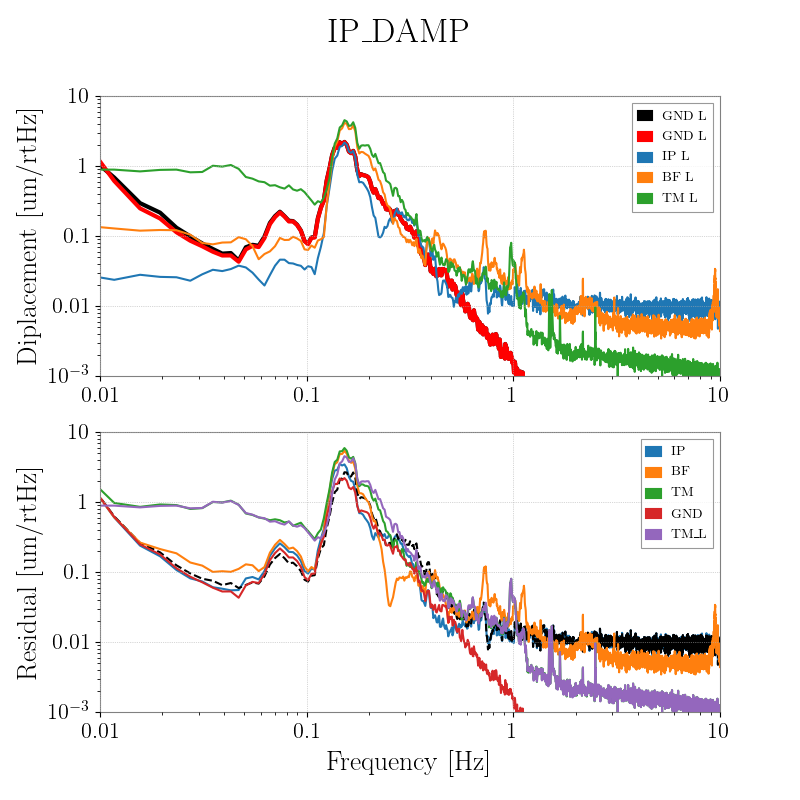 IP_DAMP
Diplacement [um/rtHz]
10
1
0.1
0.01
10⁻³
0.01
0.1
1
10
GND L
GND L
IP L
BF L
TM L
Residual [um/rtHz]
10
1
0.1
0.01
10⁻³
0.01
0.1
1
10
IP
BF
TM
GND
TM_L
Frequency [Hz]